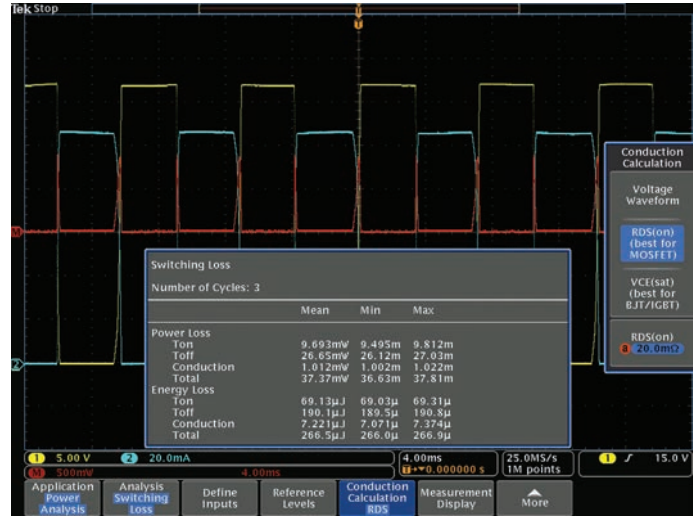 Tek Stop
Conduction
Calculation
Voltage
Waveform
RDS(on)
(best for
MOSFET)
VCE(sat)
(best for
BJT/IGBT)
RDS(on)
a 20.0mΩ
M
2
Switching Loss
Number of Cycles: 3
Mean Min Max
Power Loss
Ton 9.693mW 9.495m 9.812m
Toff 26.65mW 26.12m 27.03m
Conduction 1.012mW 1.002m 1.022m
Total 37.37mW 36.63m 37.81m
Energy Loss
Ton 69.13µJ 69.03µ 69.31µ
Toff 190.1µJ 189.5µ 190.8µ
Conduction 7.221µJ 7.071µ 7.374µ
Total 266.5µJ 266.0µ 266.9µ
1 5.00 V 2 20.0mA 4.00ms 25.0MS/s 1 15.0 V
M 500mW 4.00ms T 0.000000 s 1M points
Application
Power
Analysis
Analysis
Switching
Loss
Define
Inputs
Reference
Levels
Conduction
Calculation
RDS
Measurement
Display
More